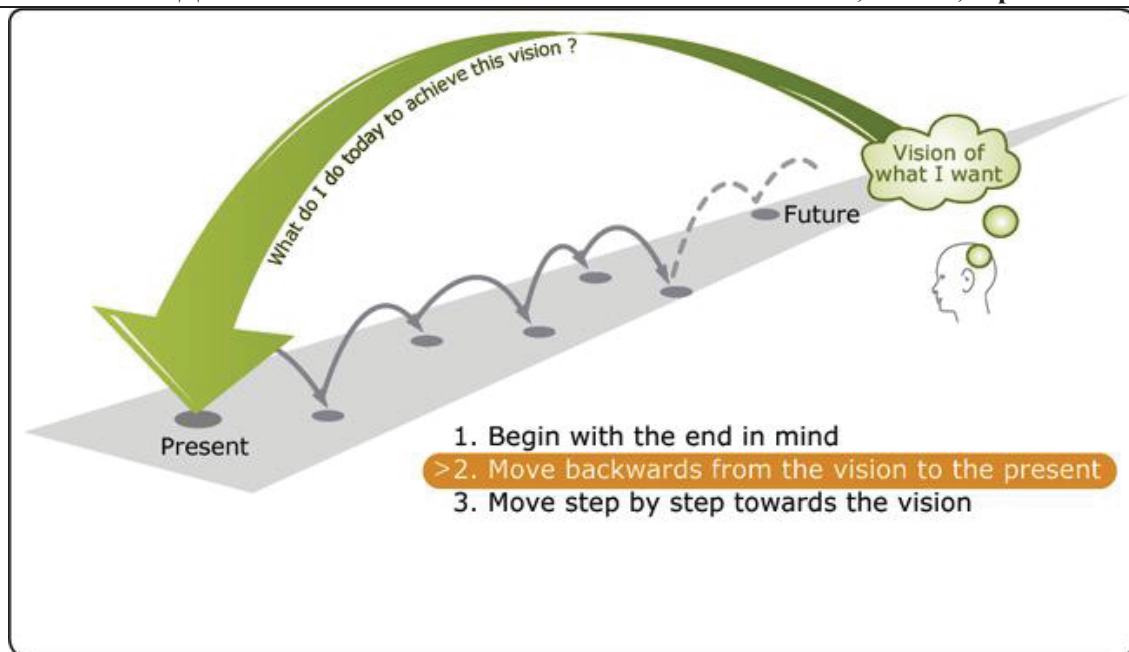 What do I do today to achieve this vision ?
Vision of
what I want
Future
Present
1. Begin with the end in mind
>2. Move backwards from the vision to the present
3. Move step by step towards the vision